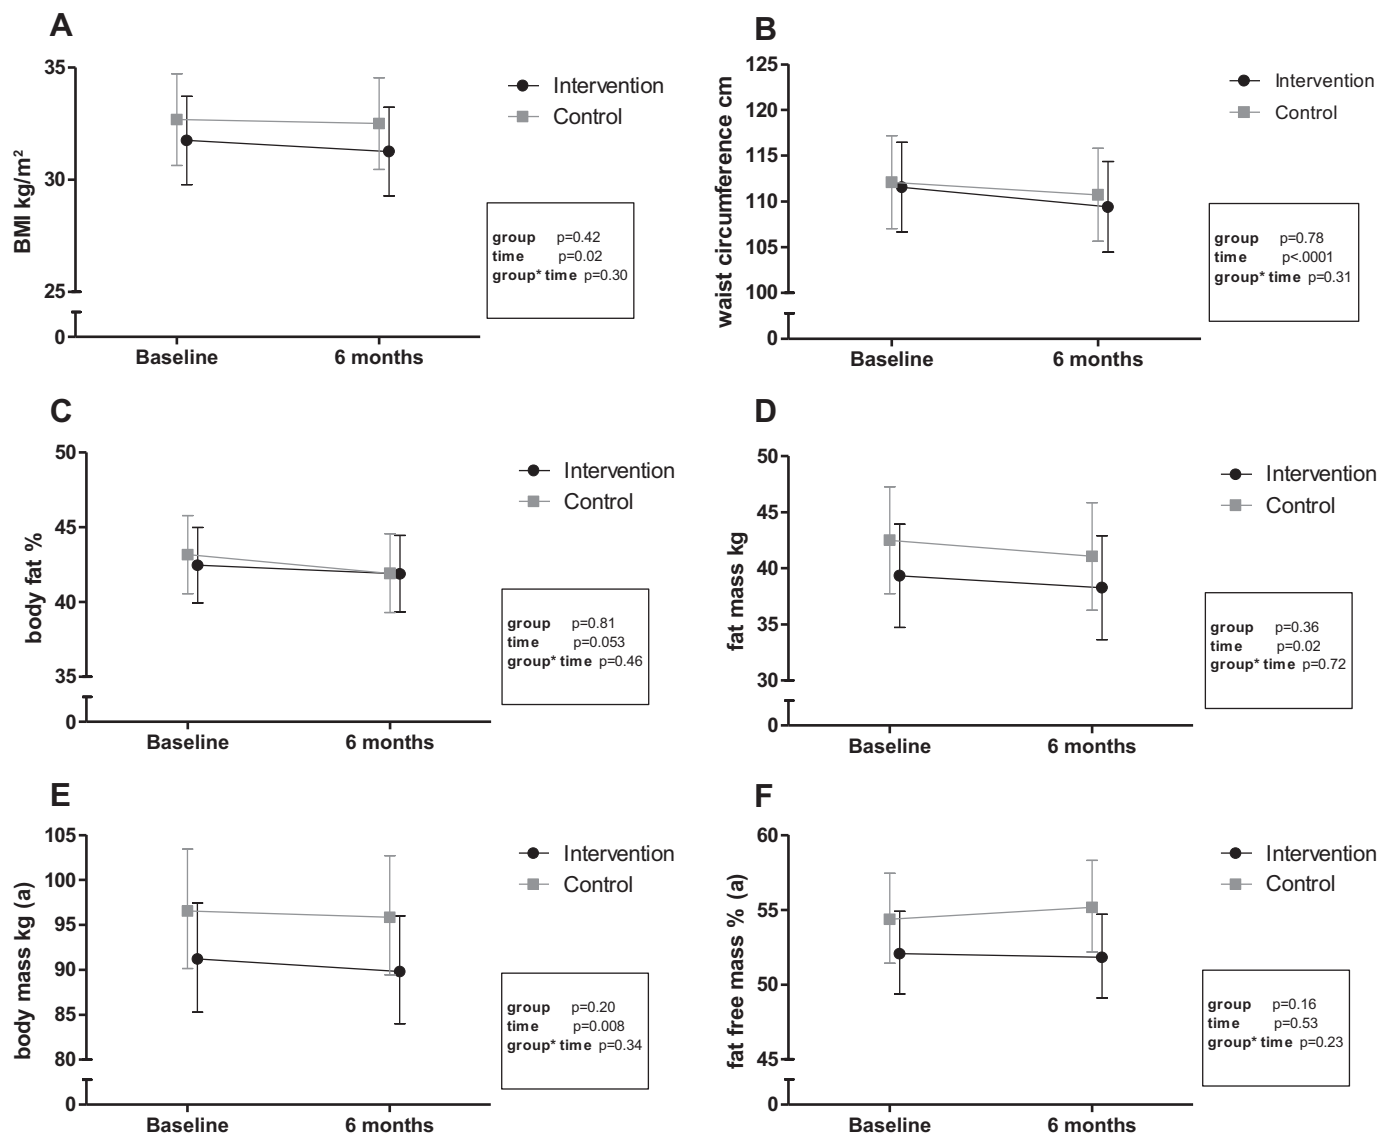 A
35
30
25
0
BMI kg/m²
Baseline
6 months
Intervention
Control
group p=0.42
time p=0.02
group* time p=0.30
B
125
120
115
110
105
100
0
waist circumference cm
Baseline
6 months
Intervention
Control
group p=0.78
time p<.0001
group* time p=0.31
C
50
45
40
35
0
body fat %
Baseline
6 months
Intervention
Control
group p=0.81
time p=0.053
group* time p=0.46
D
50
45
40
35
30
0
fat mass kg
Baseline
6 months
Intervention
Control
group p=0.36
time p=0.02
group* time p=0.72
E
105
100
95
90
85
80
0
body mass kg (a)
Baseline
6 months
Intervention
Control
group p=0.20
time p=0.008
group* time p=0.34
F
60
55
50
45
0
fat free mass % (a)
Baseline
6 months
Intervention
Control
group p=0.16
time p=0.53
group* time p=0.23